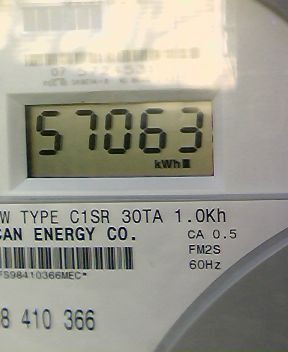 57063
kWh
W TYPE C1SR 30TA 1.0Kh
CAN ENERGY CO.
CA 0.5
FM2S
60Hz
FS98410366MEC*
8 410 366